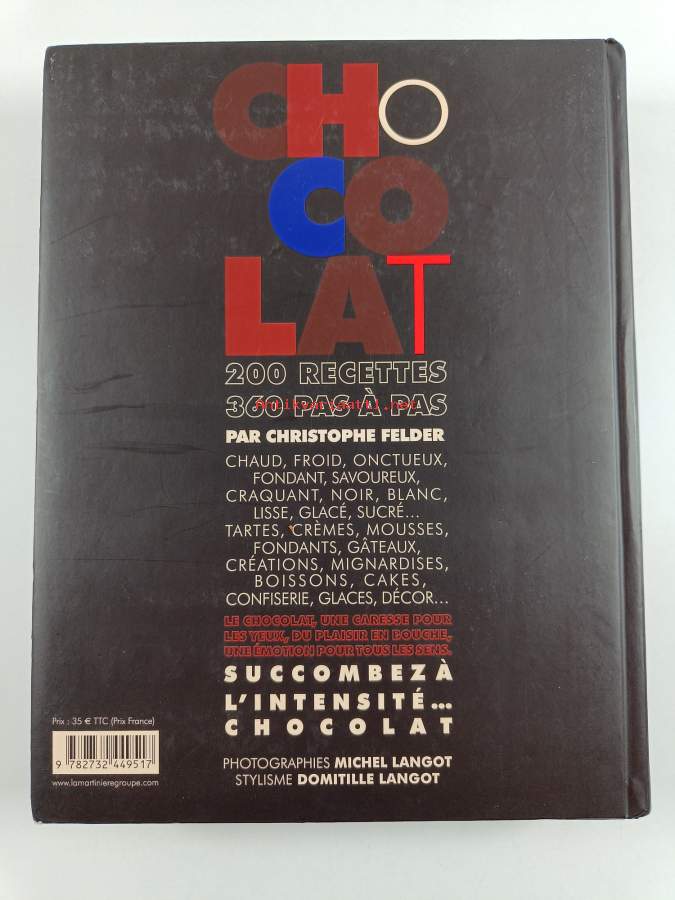 CHO
CO
LAT
200 RECETTES
360 PAS À PAS
antikvariaatti.net
PAR CHRISTOPHE FELDER
CHAUD, FROID, ONCTUEUX,
FONDANT, SAVOUREUX,
CRAQUANT, NOIR, BLANC,
LISSE, GLACÉ, SUCRÉ...
TARTES, CRÈMES, MOUSSES,
FONDANTS, GÂTEAUX,
CRÉATIONS, MIGNARDISES,
BOISSONS, CAKES,
CONFISERIE, GLACES, DÉCOR...
LE CHOCOLAT, UNE CARESSE POUR
LES YEUX, DU PLAISIR EN BOUCHE,
UNE ÉMOTION POUR TOUS LES SENS.
SUCCOMBEZ À
L'INTENSITÉ...
CHOCOLAT
PHOTOGRAPHIES MICHEL LANGOT
STYLISME DOMITILLE LANGOT
Prix : 35 € TTC (Prix France)
9 782732 449517
www.lamartinieregroupe.com